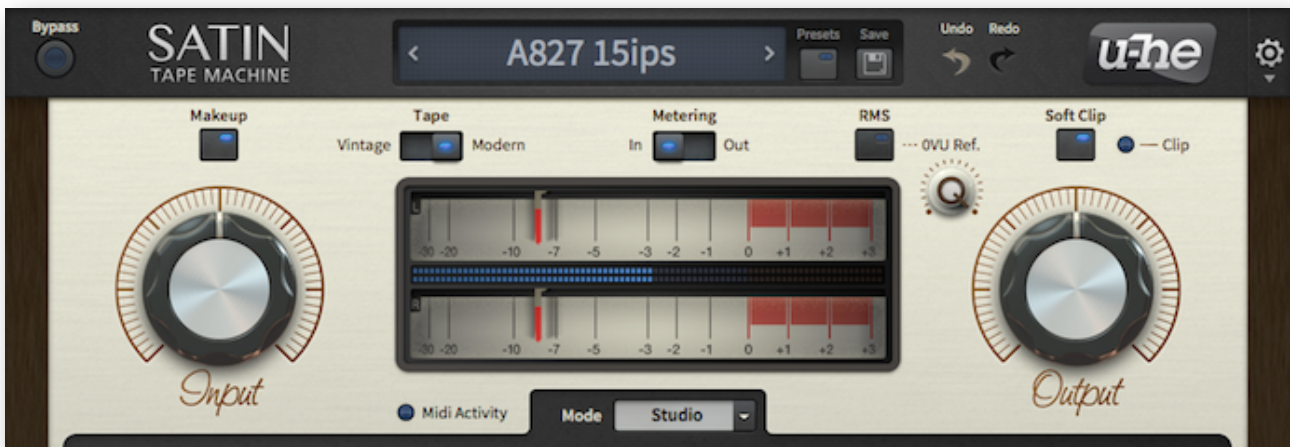 Bypass
SATIN
TAPE MACHINE
A827 15ips
Presets
Save
Undo
Redo
u-he
Makeup
Tape
Vintage
Modern
Metering
In
Out
RMS
0VU Ref.
Q
Soft Clip
Clip
L
-30 -20 -10 -7 -5 -3 -2 -1 0 +1 +2 +3
R
-30 -20 -10 -7 -5 -3 -2 -1 0 +1 +2 +3
Input
Output
Midi Activity
Mode
Studio